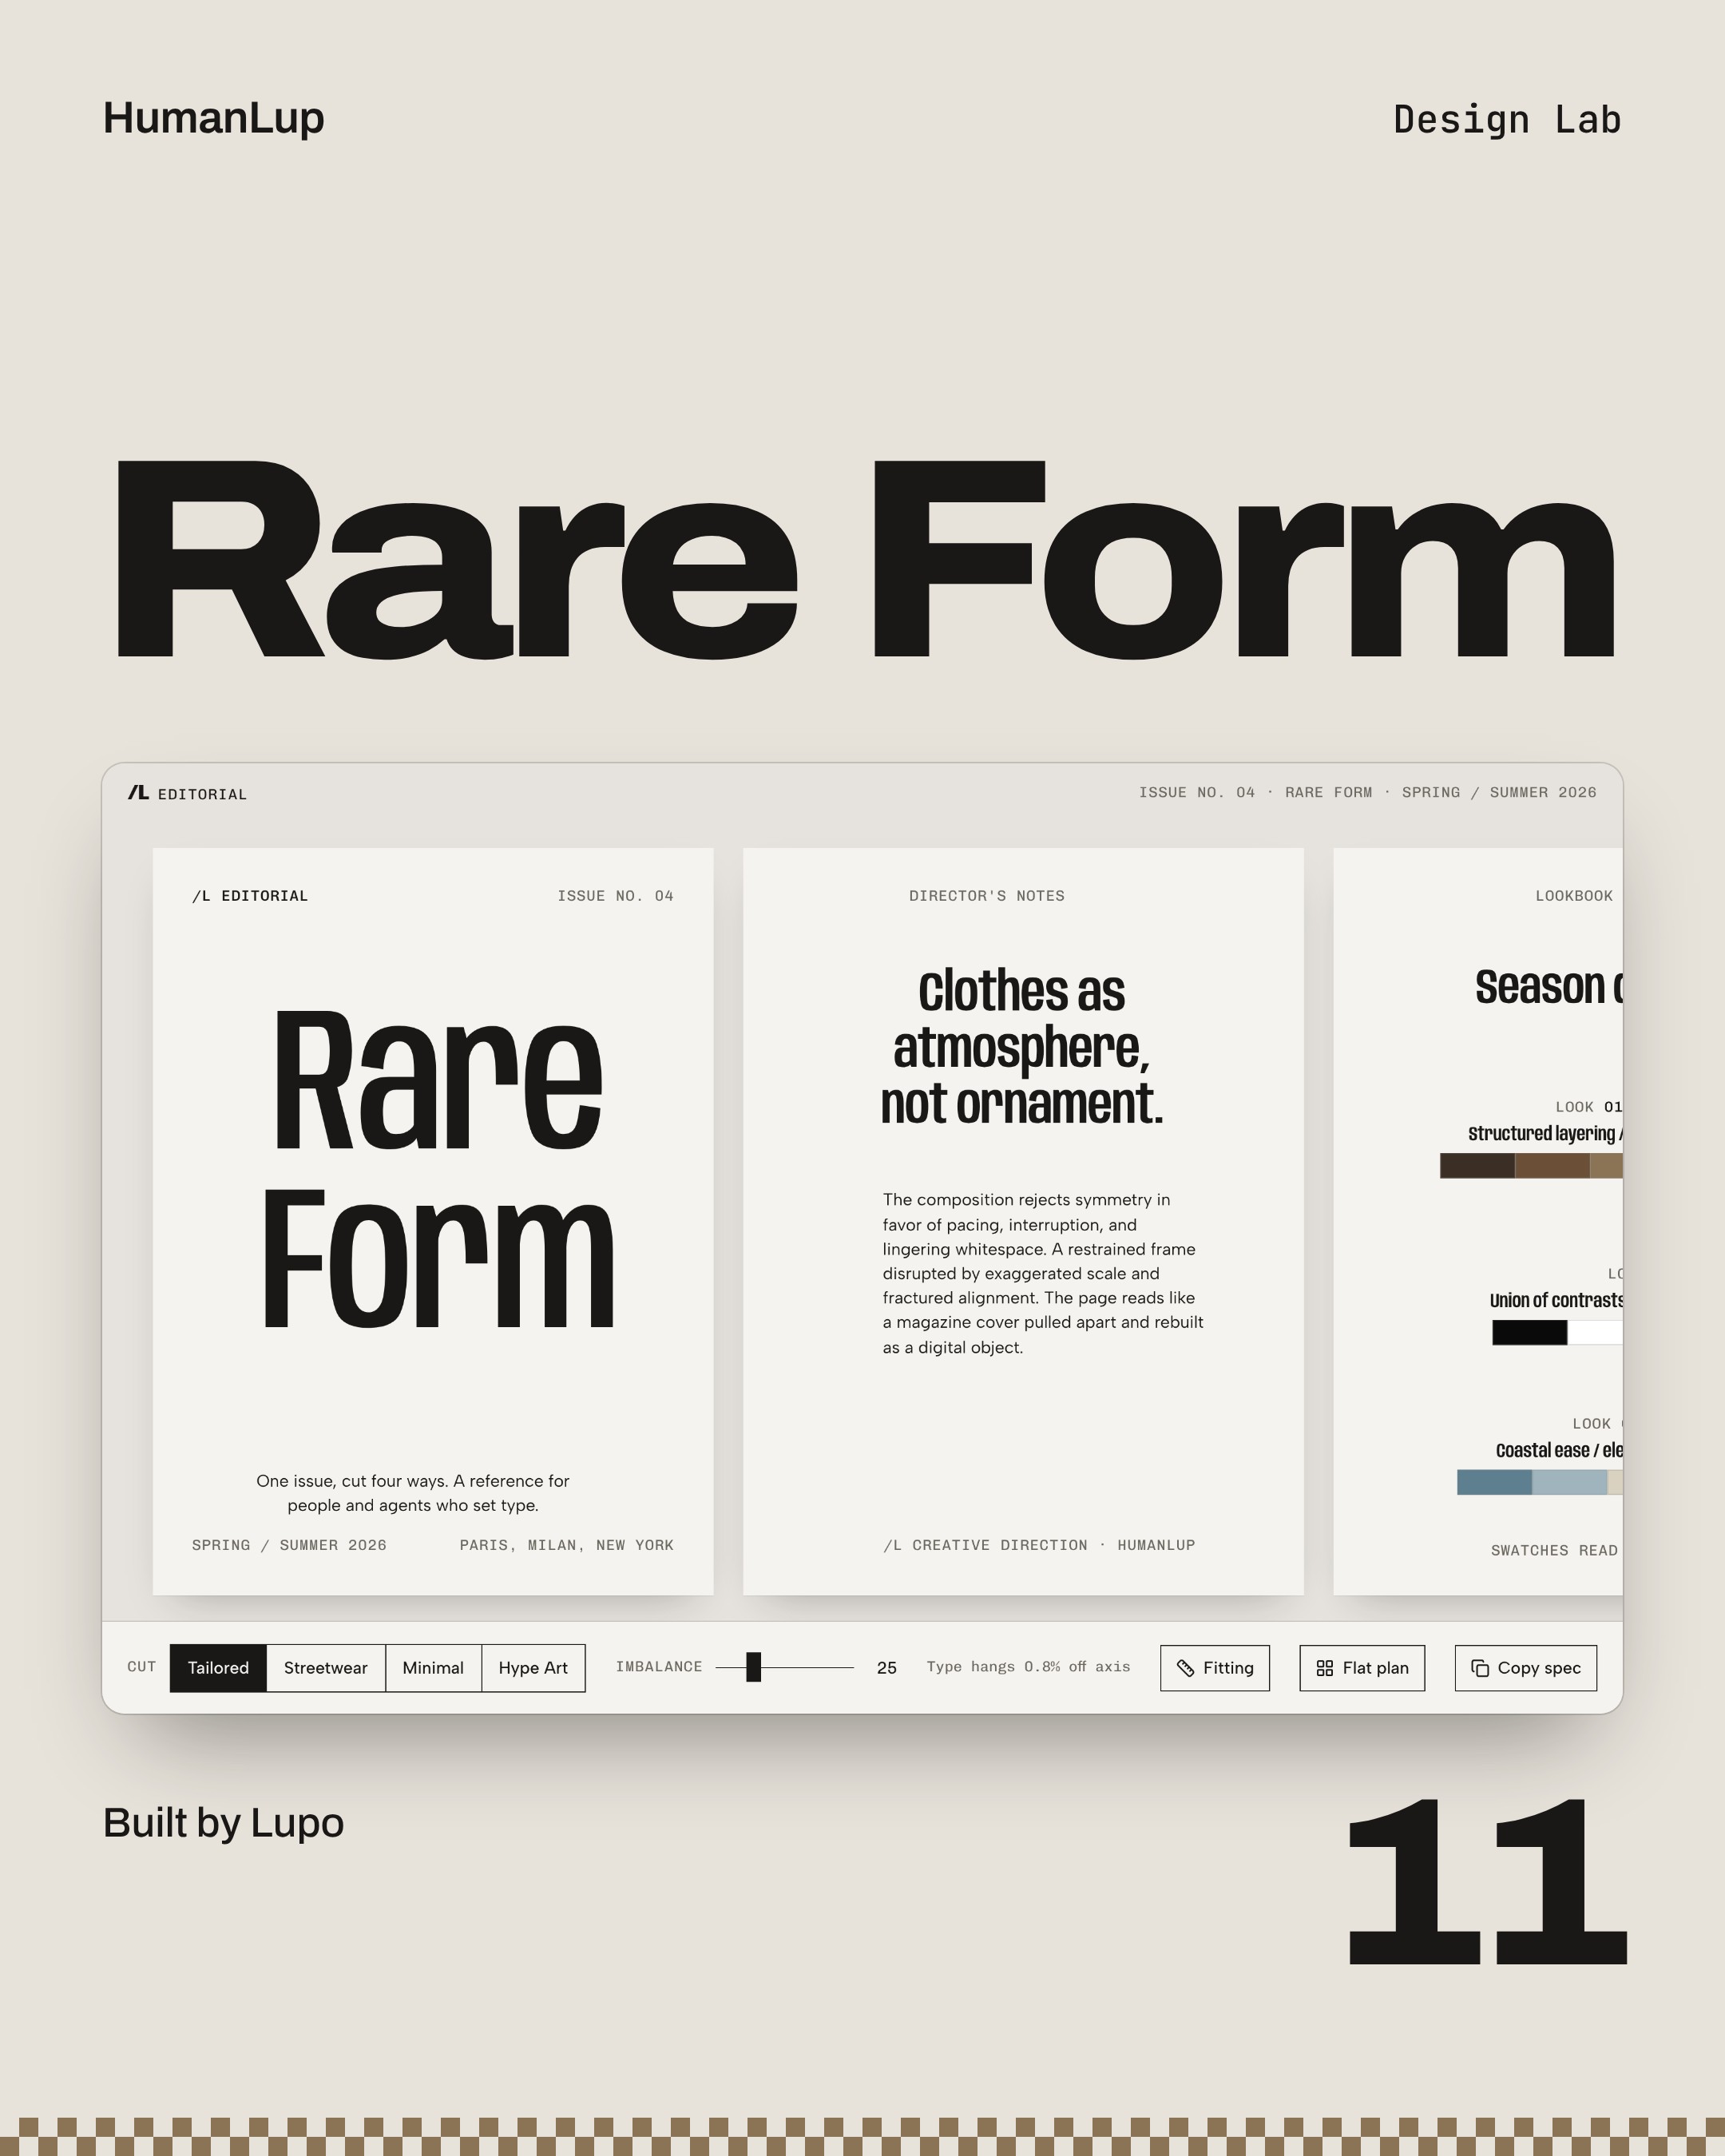 HumanLup
Design Lab
Rare Form
/L EDITORIAL
ISSUE NO. 04 · RARE FORM · SPRING / SUMMER 2026
/L EDITORIAL
ISSUE NO. 04
Rare
Form
One issue, cut four ways. A reference for
people and agents who set type.
SPRING / SUMMER 2026
PARIS, MILAN, NEW YORK
DIRECTOR'S NOTES
Clothes as
atmosphere,
not ornament.
The composition rejects symmetry in
favor of pacing, interruption, and
lingering whitespace. A restrained frame
disrupted by exaggerated scale and
fractured alignment. The page reads like
a magazine cover pulled apart and rebuilt
as a digital object.
/L CREATIVE DIRECTION · HUMANLUP
LOOKBOOK
Season
LOOK 01
Structured layering /
Union of contrasts
LOOK
Coastal ease /
SWATCHES READ
CUT
Tailored
Streetwear
Minimal
Hype Art
IMBALANCE
25
Type hangs 0.8% off axis
Fitting
Flat plan
Copy spec
Built by Lupo
11